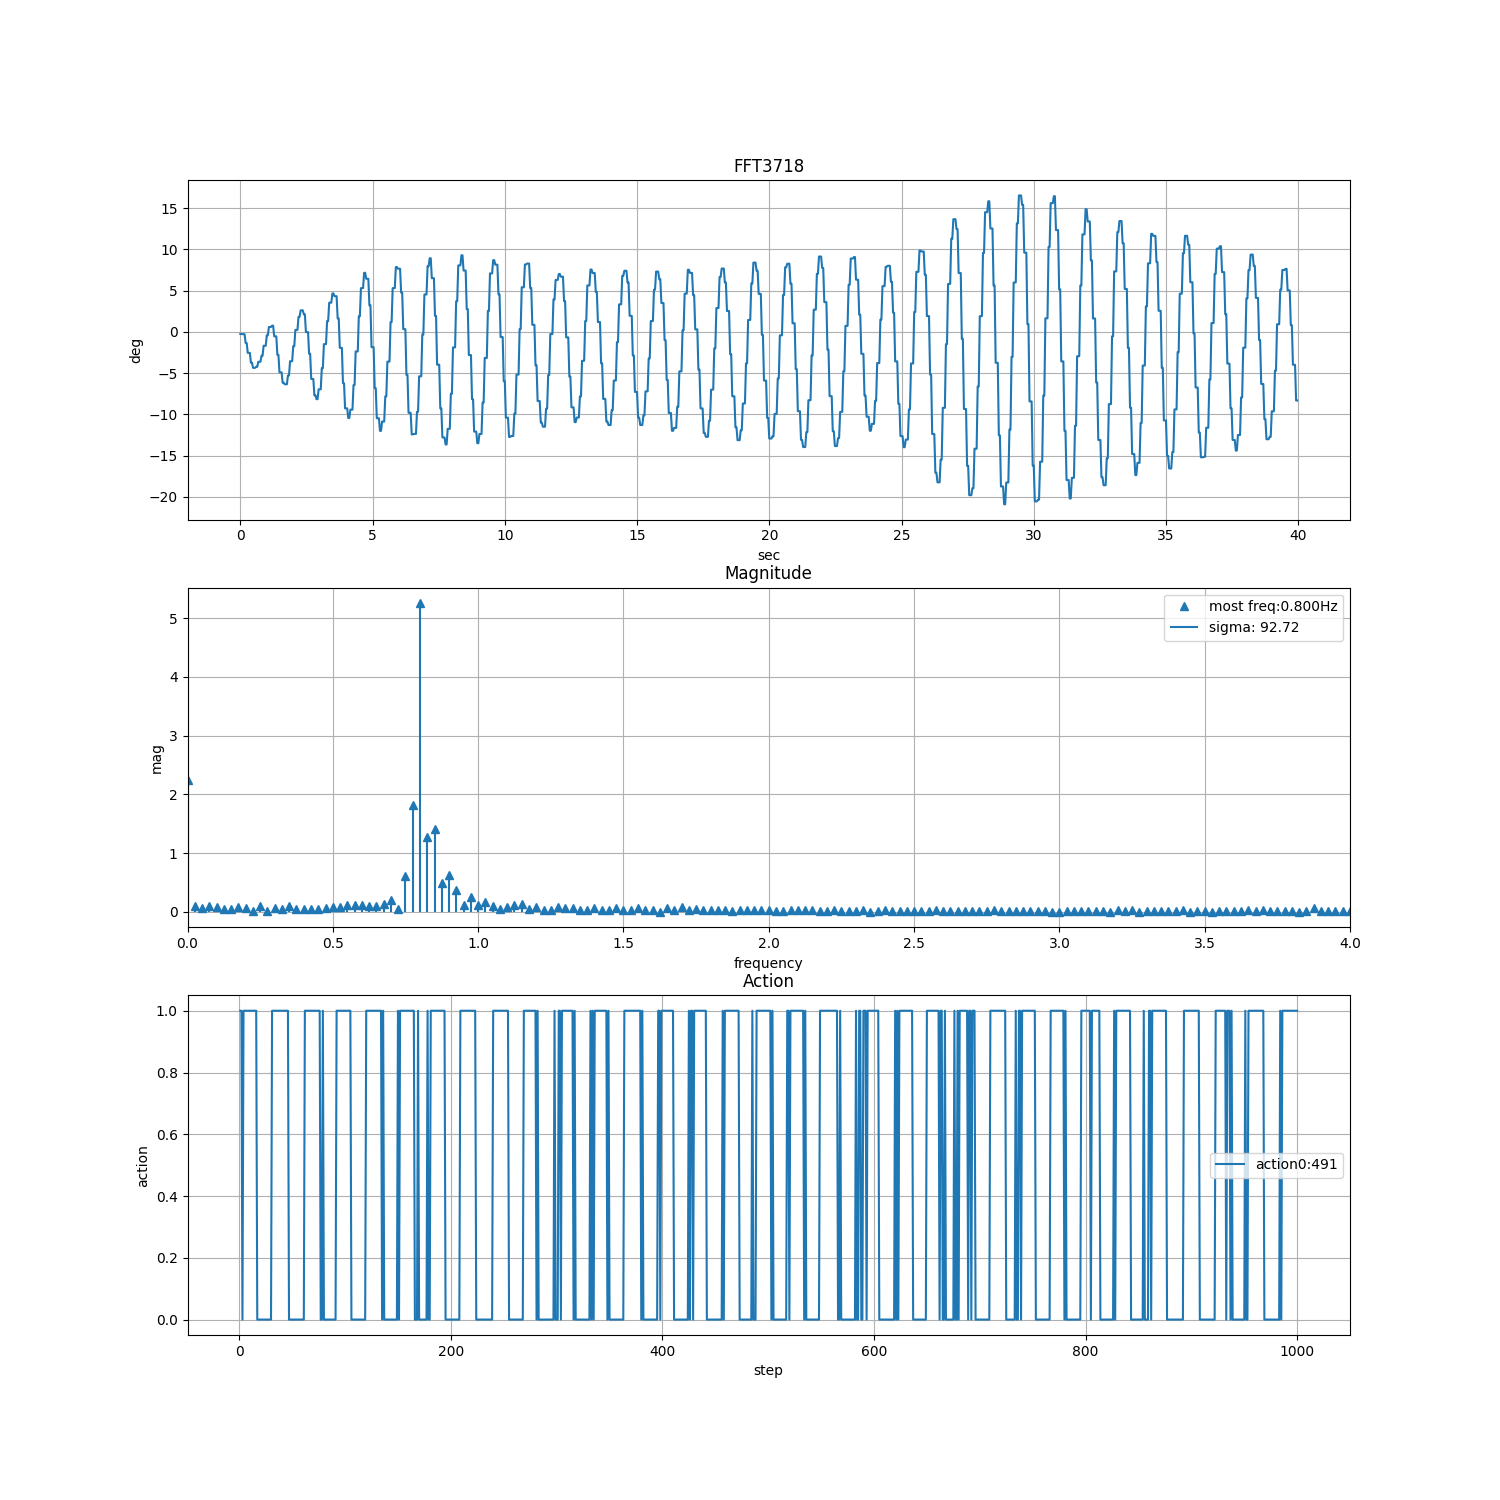 FFT3718
15
10
5
0
−5
−10
−15
−20
deg
0 5 10 15 20 25 30 35 40
sec
Magnitude
most freq:0.800Hz
sigma: 92.72
5
4
3
2
1
0
mag
0.0 0.5 1.0 1.5 2.0 2.5 3.0 3.5 4.0
frequency
Action
1.0
0.8
0.6
0.4
0.2
0.0
action
action0:491
0 200 400 600 800 1000
step